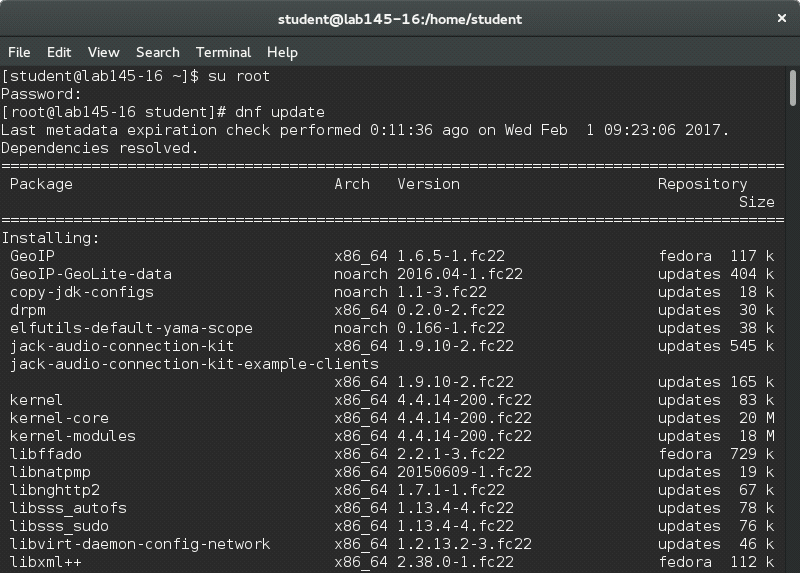 student@lab145-16:/home/student ×
File Edit View Search Terminal Help
[student@lab145-16 ~]$ su root
Password:
[root@lab145-16 student]# dnf update
Last metadata expiration check performed 0:11:36 ago on Wed Feb  1 09:23:06 2017.
Dependencies resolved.
================================================================================
Package Arch Version Repository
Size
================================================================================
Installing:
GeoIP x86_64 1.6.5-1.fc22 fedora 117 k
GeoIP-GeoLite-data noarch 2016.04-1.fc22 updates 404 k
copy-jdk-configs noarch 1.1-3.fc22 updates 18 k
drpm x86_64 0.2.0-2.fc22 updates 30 k
elfutils-default-yama-scope noarch 0.166-1.fc22 updates 38 k
jack-audio-connection-kit x86_64 1.9.10-2.fc22 updates 545 k
jack-audio-connection-kit-example-clients
x86_64 1.9.10-2.fc22 updates 165 k
kernel x86_64 4.4.14-200.fc22 updates 83 k
kernel-core x86_64 4.4.14-200.fc22 updates 20 M
kernel-modules x86_64 4.4.14-200.fc22 updates 18 M
libffado x86_64 2.2.1-3.fc22 fedora 729 k
libnatpmp x86_64 20150609-1.fc22 updates 19 k
libnghttp2 x86_64 1.7.1-1.fc22 updates 67 k
libsss_autofs x86_64 1.13.4-4.fc22 updates 78 k
libsss_sudo x86_64 1.13.4-4.fc22 updates 76 k
libvirt-daemon-config-network x86_64 1.2.13.2-3.fc22 updates 46 k
libxml++ x86_64 2.38.0-1.fc22 fedora 112 k